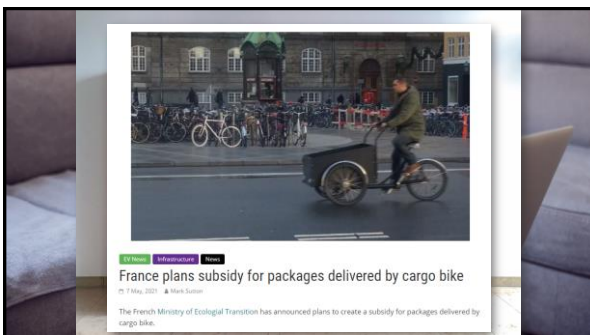 EV News Infrastructure News
France plans subsidy for packages delivered by cargo bike
7 May, 2021 Mark Sutton
The French Ministry of Ecologial Transition has announced plans to create a subsidy for packages delivered by
cargo bike.